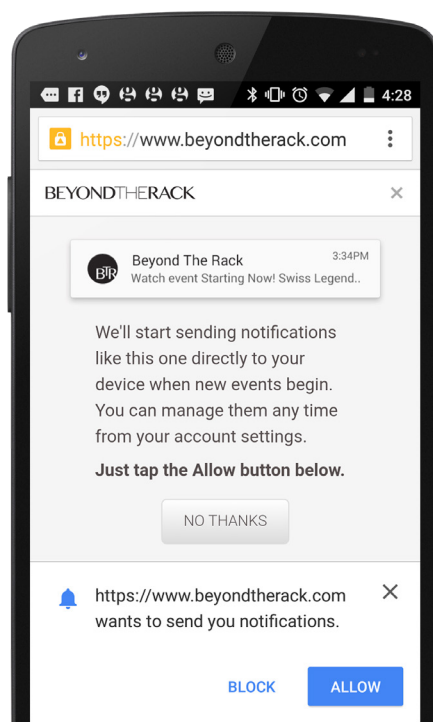 4:28
https://www.beyondtherack.com
BEYONDTHERACK
BTR
Beyond The Rack 3:34PM
Watch event Starting Now! Swiss Legend..
We'll start sending notifications
like this one directly to your
device when new events begin.
You can manage them any time
from your account settings.
Just tap the Allow button below.
NO THANKS
https://www.beyondtherack.com
wants to send you notifications.
BLOCK ALLOW